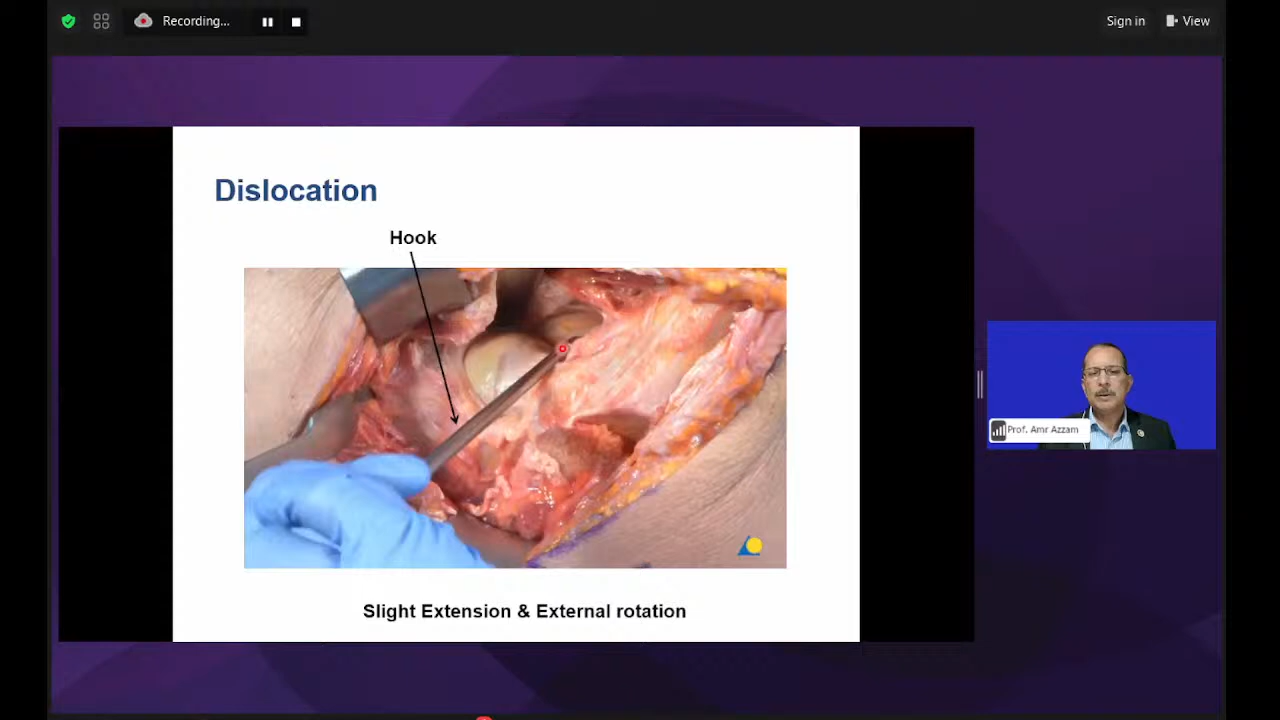 Recording...
Sign in
View
Dislocation
Hook
Prof. Amr Azzam
Slight Extension & External rotation